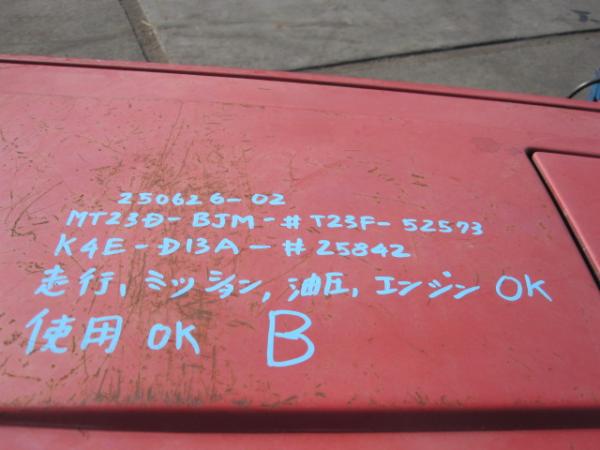 250626-02
MT23D-BJM-#T23F-52573
K4E-D13A-#25842
走行,ミッション,油圧,エンジン OK
使用 OK B